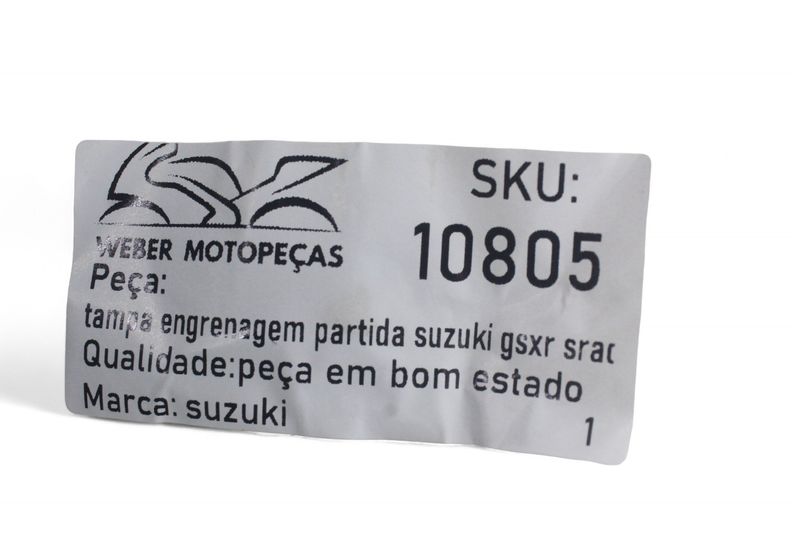 WEBER MOTOPEÇAS
SKU:
10805
Peça:
tampa engrenagem partida suzuki gsxr srac
Qualidade:peça em bom estado
Marca: suzuki
1